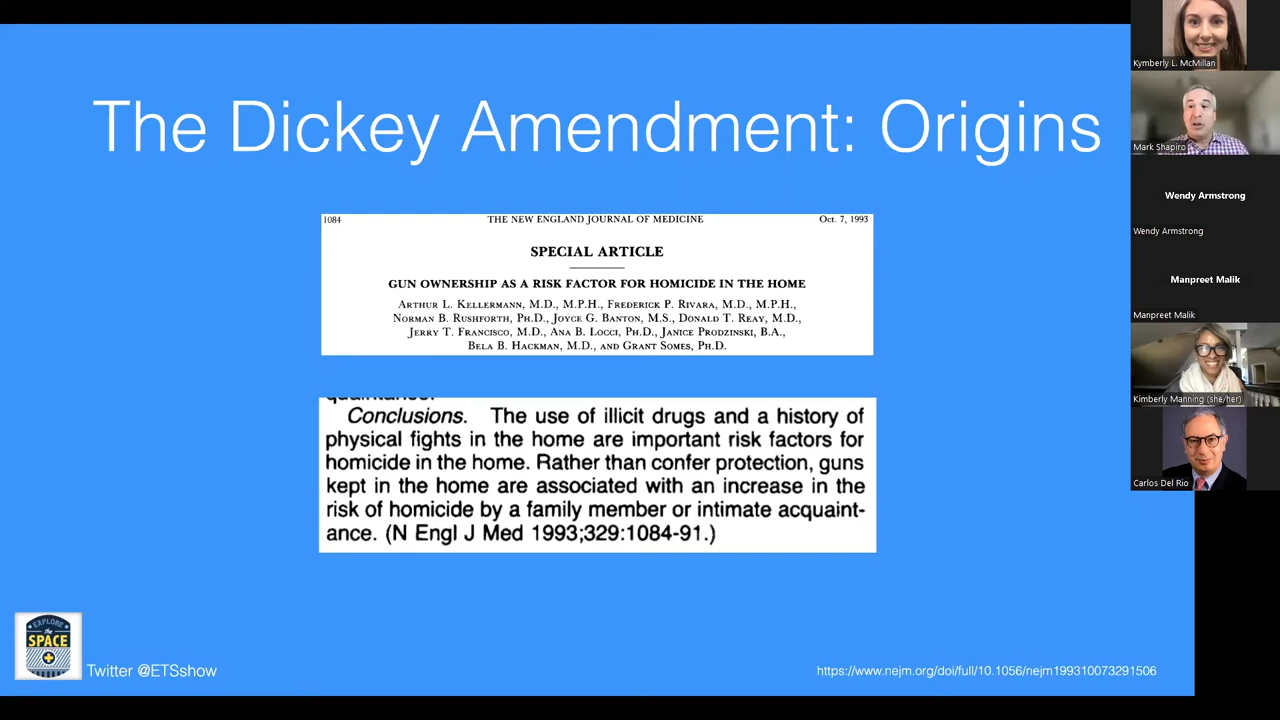 The Dickey Amendment: Origins
1084 THE NEW ENGLAND JOURNAL OF MEDICINE Oct. 7, 1993
SPECIAL ARTICLE
GUN OWNERSHIP AS A RISK FACTOR FOR HOMICIDE IN THE HOME
ARTHUR L. KELLERMANN, M.D., M.P.H., FREDERICK P. RIVARA, M.D., M.P.H.,
NORMAN B. RUSHFORTH, PH.D., JOYCE G. BANTON, M.S., DONALD T. REAY, M.D.,
JERRY T. FRANCISCO, M.D., ANA B. LOCCI, PH.D., JANICE PRODZINSKI, B.A.,
BELA B. HACKMAN, M.D., AND GRANT SOMES, PH.D.
Conclusions. The use of illicit drugs and a history of
physical fights in the home are important risk factors for
homicide in the home. Rather than confer protection, guns
kept in the home are associated with an increase in the
risk of homicide by a family member or intimate acquaint-
ance. (N Engl J Med 1993;329:1084-91.)
EXPLORE
the
SPACE
Twitter @ETSshow
https://www.nejm.org/doi/full/10.1056/nejm199310073291506
Kymberly L. McMillan
Mark Shapiro
Wendy Armstrong
Wendy Armstrong
Manpreet Malik
Manpreet Malik
Kimberly Manning (she/her)
Carlos Del Rio